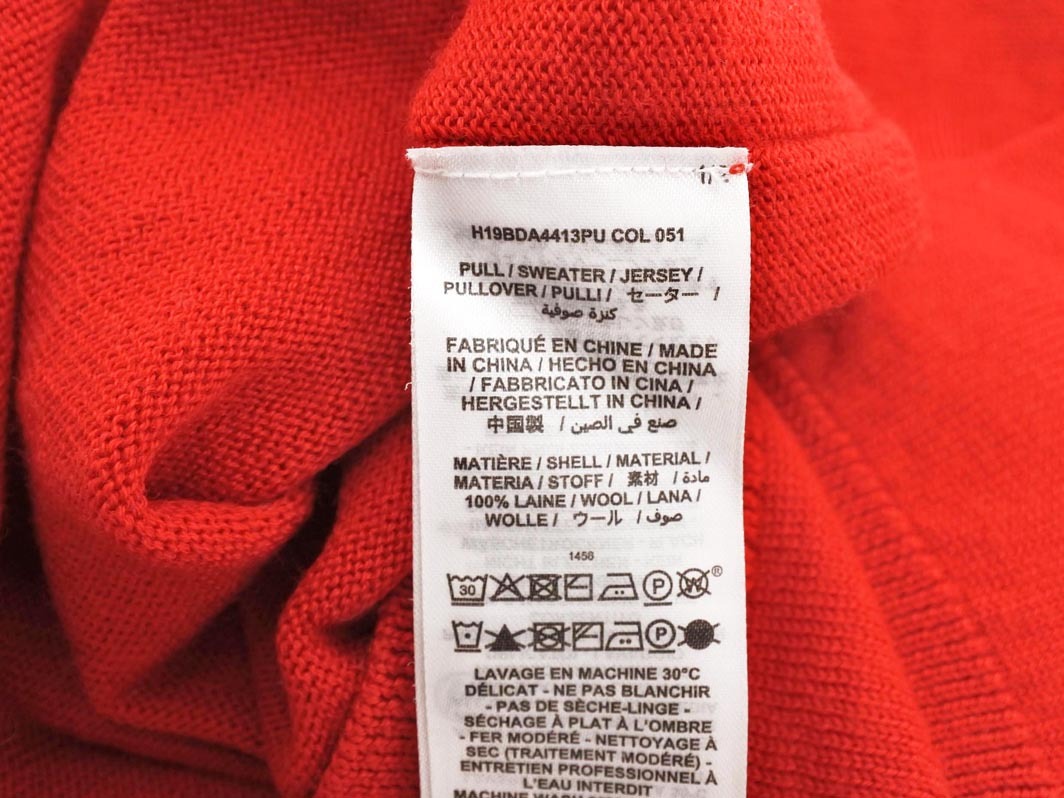 H19BDA4413PU COL 051
PULL / SWEATER / JERSEY /
PULLOVER / PULLI / セーター /
كنزة صوفية
FABRIQUÉ EN CHINE / MADE
IN CHINA / HECHO EN CHINA
/ FABBRICATO IN CINA /
HERGESTELLT IN CHINA /
中国製 / صنع في الصين
MATIÈRE / SHELL / MATERIAL /
MATERIA / STOFF / 素材 / مادة /
100% LAINE / WOOL / LANA /
WOLLE / ウール / صوف /
1458
30 P W ®
P
LAVAGE EN MACHINE 30°C
DÉLICAT - NE PAS BLANCHIR
- PAS DE SÈCHE-LINGE -
SÉCHAGE À PLAT À L'OMBRE
- FER MODÉRÉ - NETTOYAGE À
SEC (TRAITEMENT MODÉRÉ) -
ENTRETIEN PROFESSIONNEL À
L'EAU INTERDIT
MACHINE WASH